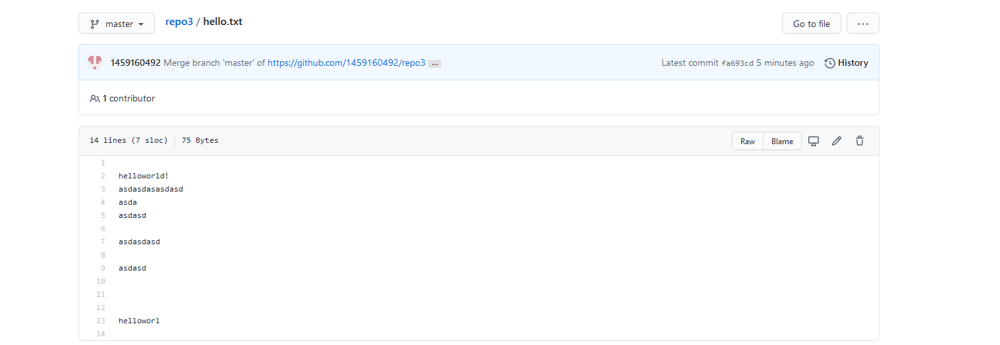 master repo3 / hello.txt Go to file ...
1459160492 Merge branch 'master' of https://github.com/1459160492/repo3 ... Latest commit fa693cd 5 minutes ago History
1 contributor
14 lines (7 sloc) 75 Bytes Raw Blame
1
2 helloworld!
3 asdasdasasdasd
4 asda
5 asdasd
6
7 asdasdasd
8
9 asdasd
10
11
12
13 helloworl
14